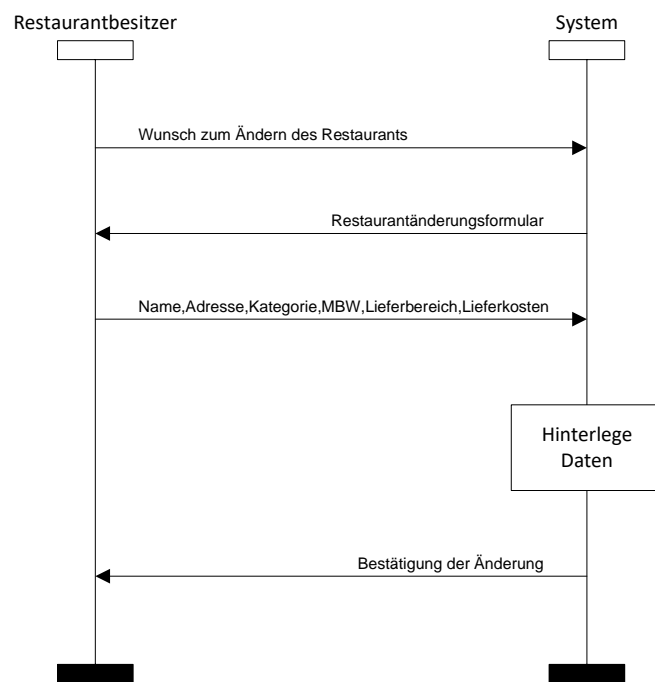 Restaurantbesitzer
System
Wunsch zum Ändern des Restaurants
Restaurantänderungsformular
Name,Adresse,Kategorie,MBW,Lieferbereich,Lieferkosten
Hinterlege
Daten
Bestätigung der Änderung